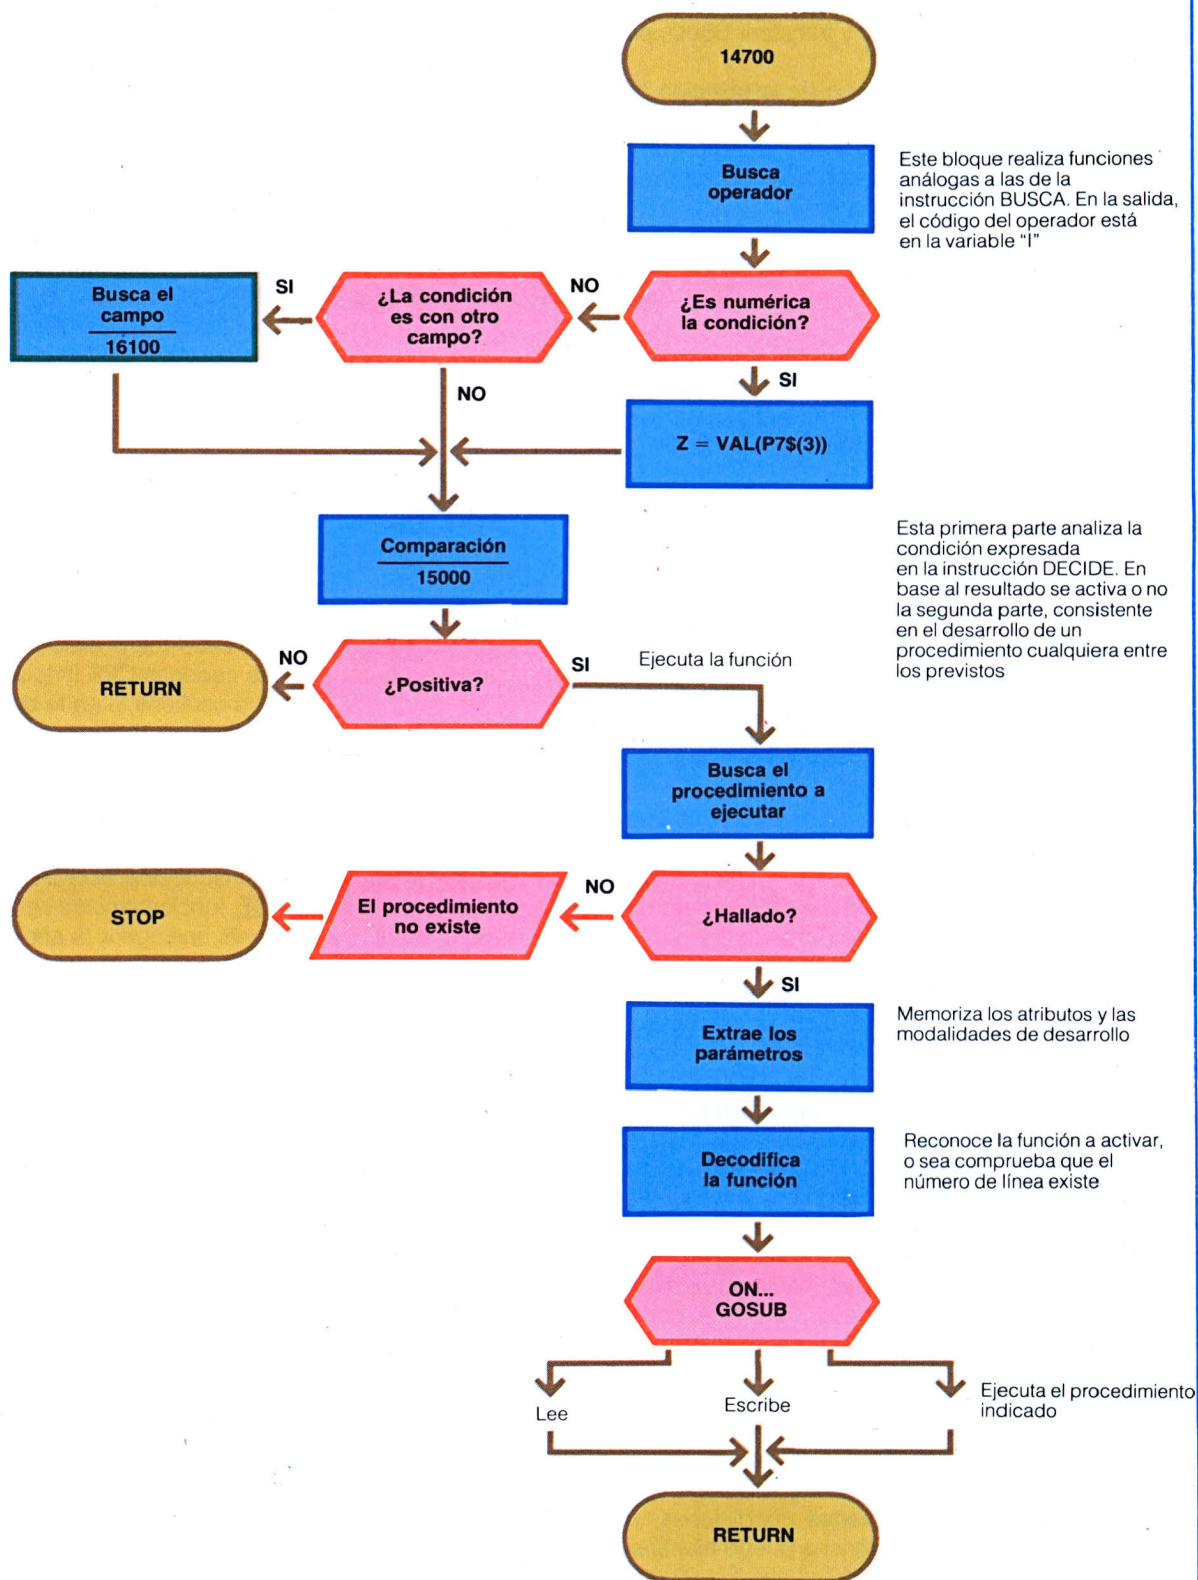 14700
Busca
operador
Este bloque realiza funciones
análogas a las de la
instrucción BUSCA. En la salida,
el código del operador está
en la variable "I"
Busca el
campo
16100
SI
¿La condición
es con otro
campo?
NO
¿Es numérica
la condición?
NO
SI
Z = VAL(P7$(3))
Comparación
15000
Esta primera parte analiza la
condición expresada
en la instrucción DECIDE. En
base al resultado se activa o no
la segunda parte, consistente
en el desarrollo de un
procedimiento cualquiera entre
los previstos
RETURN
NO
¿Positiva?
SI
Ejecuta la función
Busca el
procedimiento a
ejecutar
STOP
El procedimiento
no existe
NO
¿Hallado?
SI
Extrae los
parámetros
Memoriza los atributos y las
modalidades de desarrollo
Decodifica
la función
Reconoce la función a activar,
o sea comprueba que el
número de línea existe
ON...
GOSUB
Lee
Escribe
Ejecuta el procedimiento
indicado
RETURN